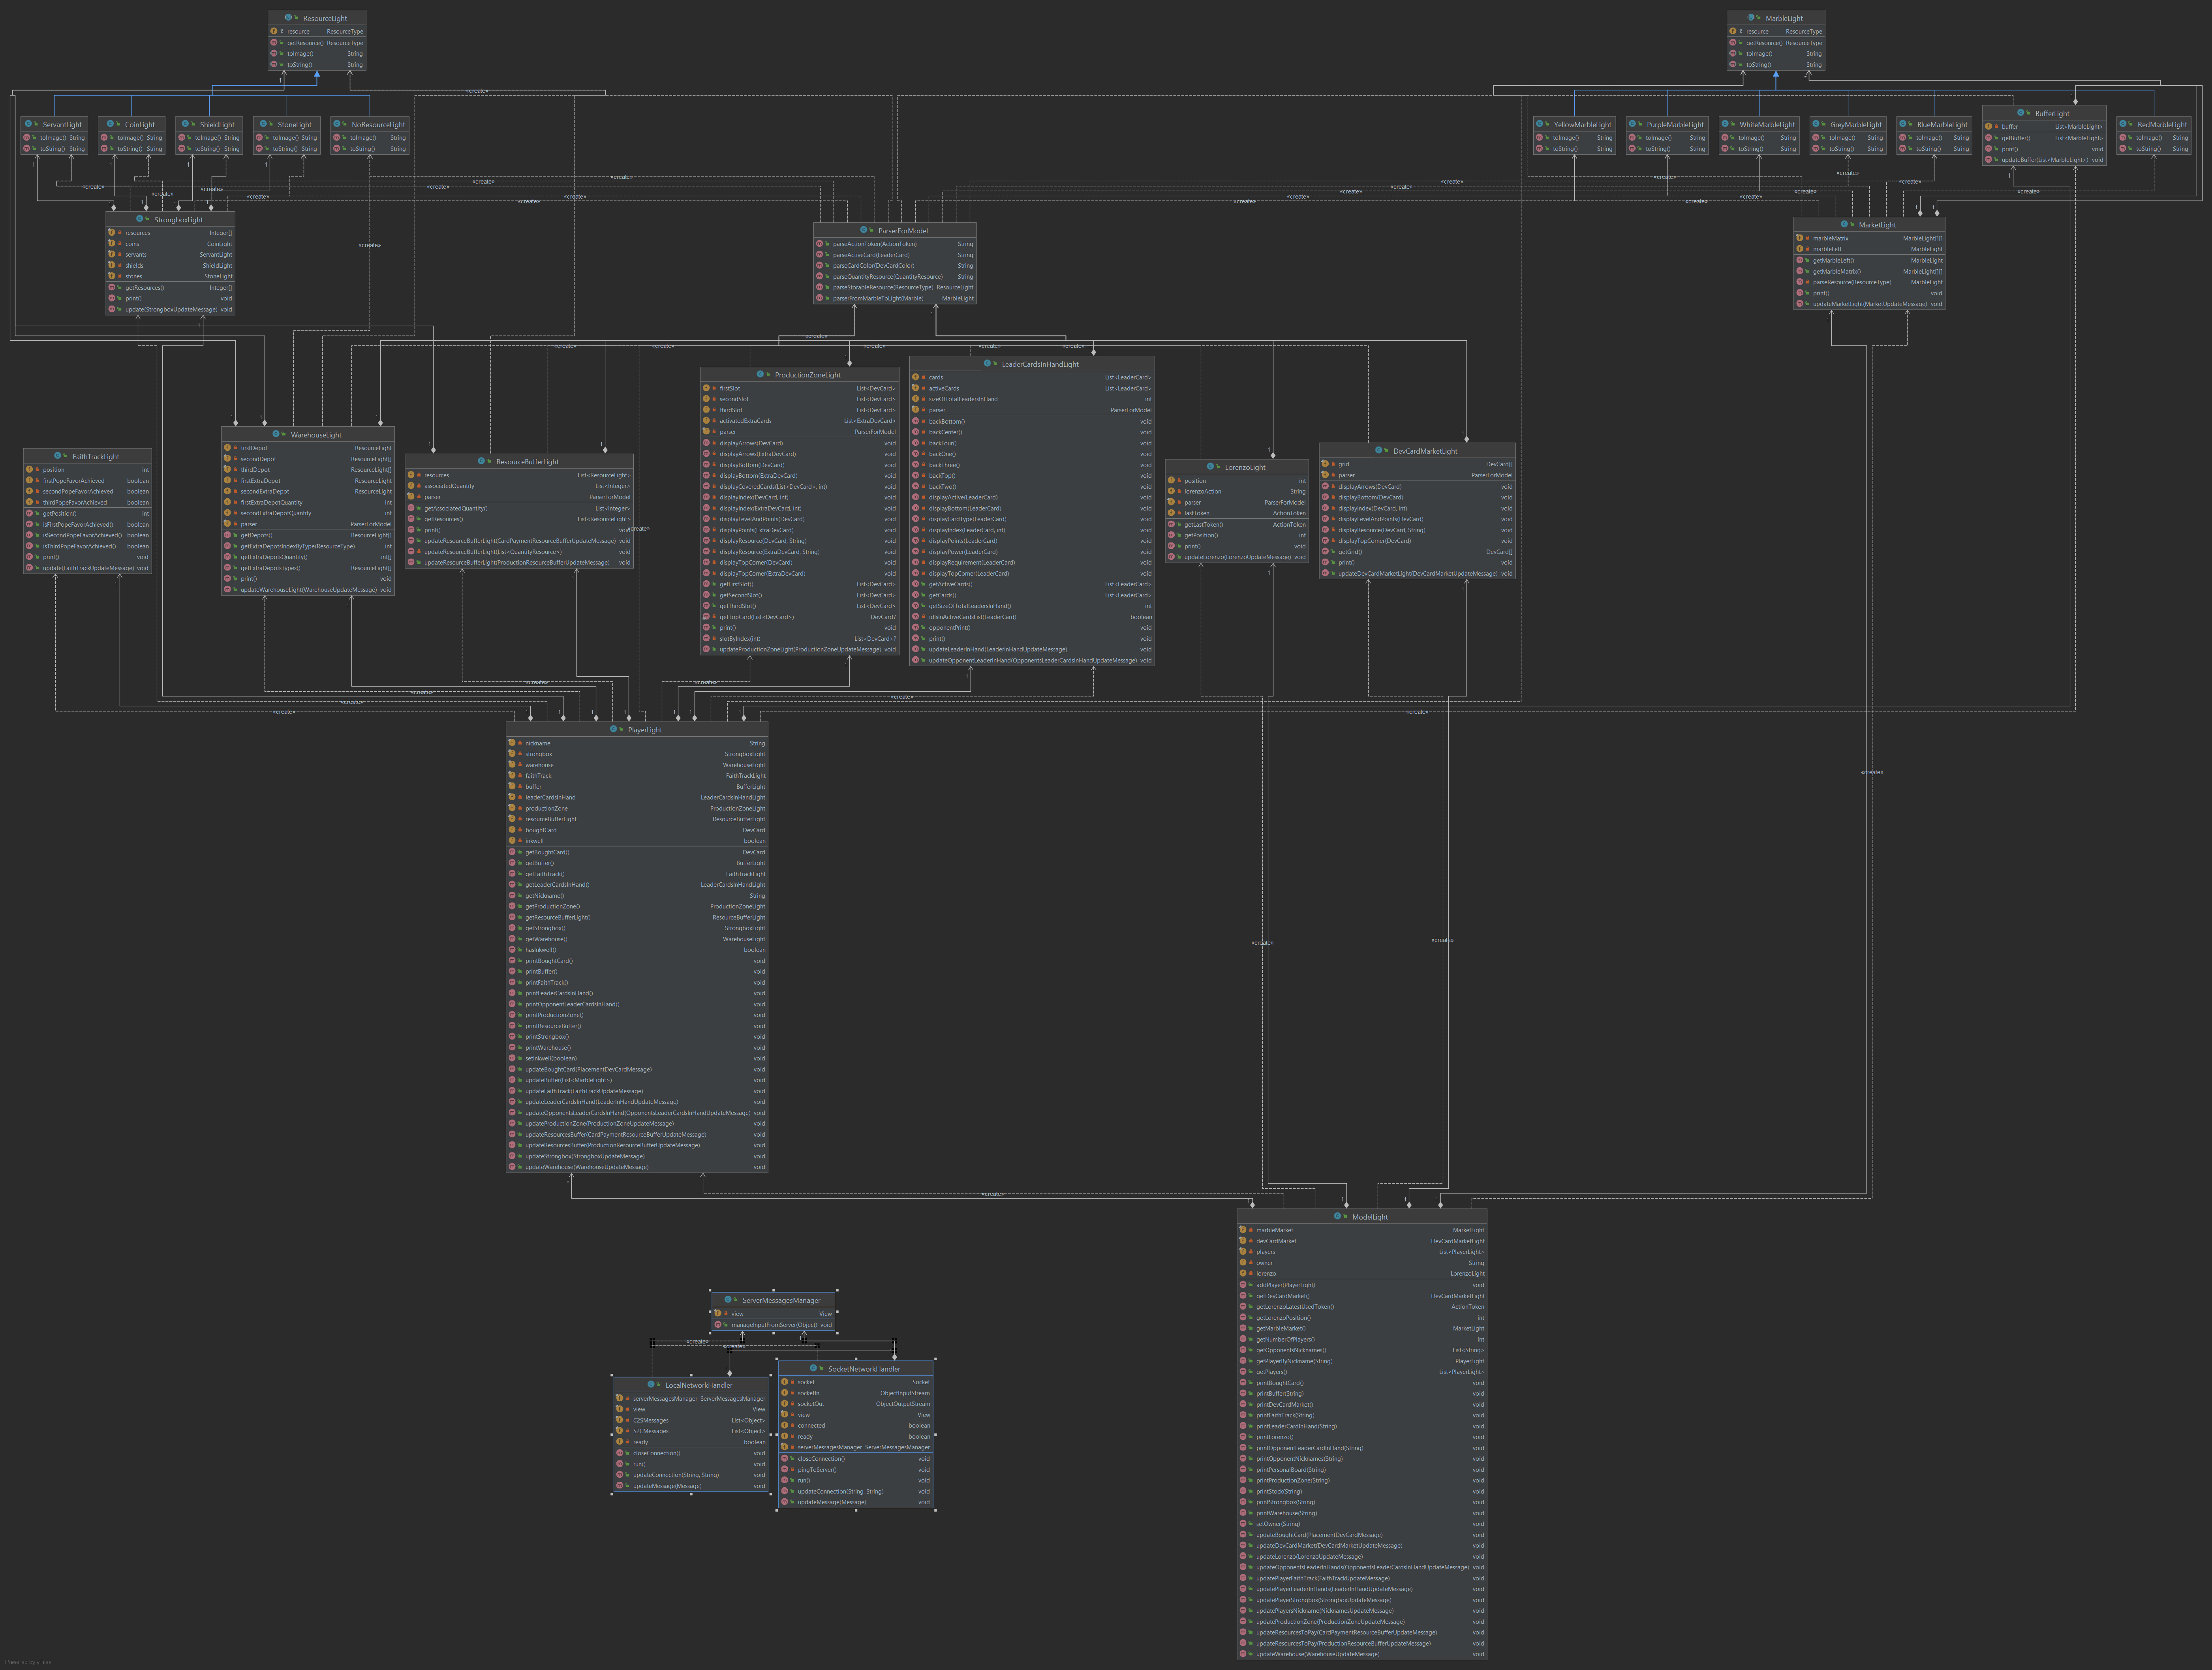 ResourceLight
resource ResourceType
getResource() ResourceType
toImage() String
toString() String
MarbleLight
resource ResourceType
getResource() ResourceType
toImage() String
toString() String
«create»
ServantLight
toImage() String
toString() String
CoinLight
toImage() String
toString() String
ShieldLight
toImage() String
toString() String
StoneLight
toImage() String
toString() String
NoResourceLight
toImage() String
toString() String
YellowMarbleLight
toImage() String
toString() String
PurpleMarbleLight
toImage() String
toString() String
WhiteMarbleLight
toImage() String
toString() String
GreyMarbleLight
toImage() String
toString() String
BlueMarbleLight
toImage() String
toString() String
BufferLight
buffer List<MarbleLight>
getBuffer() List<MarbleLight>
print() void
updateBuffer(List<MarbleLight>) void
RedMarbleLight
toImage() String
toString() String
StrongboxLight
resources Integer[]
coins CoinLight
servants ServantLight
shields ShieldLight
stones StoneLight
getResources() Integer[]
print() void
update(StrongboxUpdateMessage) void
ParserForModel
parseActionToken(ActionToken) String
parseActiveCard(LeaderCard) String
parseCardColor(DevCardColor) String
parseQuantityResource(QuantityResource) String
parseStorableResource(ResourceType) ResourceLight
parseFromMarbleToLight(Marble) MarbleLight
MarketLight
marbleMatrix MarbleLight[][]
marbleLeft MarbleLight
getMarbleLeft() MarbleLight
getMarbleMatrix() MarbleLight[][]
parseResource(ResourceType) MarbleLight
print() void
updateMarketLight(MarketUpdateMessage) void
FaithTrackLight
position int
firstPopeFavorAchieved boolean
secondPopeFavorAchieved boolean
thirdPopeFavorAchieved boolean
getPosition() int
isFirstPopeFavorAchieved() boolean
isSecondPopeFavorAchieved() boolean
isThirdPopeFavorAchieved() boolean
print() void
update(FaithTrackUpdateMessage) void
WarehouseLight
firstDepot ResourceLight
secondDepot ResourceLight[]
thirdDepot ResourceLight[]
firstExtraDepot ResourceLight
secondExtraDepot ResourceLight
firstExtraDepotQuantity int
secondExtraDepotQuantity int
parser ParserForModel
getDepots() ResourceLight[]
getExtraDepotsIndexByType(ResourceType) int
getExtraDepotsQuantity() int[]
getExtraDepotsTypes() ResourceLight[]
print() void
updateWarehouseLight(WarehouseUpdateMessage) void
ResourceBufferLight
resources List<ResourceLight>
associatedQuantity List<Integer>
parser ParserForModel
getAssociatedQuantity() List<Integer>
getResources() List<ResourceLight>
print() void
updateResourceBufferLight(CardPaymentResourceBufferUpdateMessage) void
updateResourceBufferLight(List<QuantityResource>) void
updateResourceBufferLight(ProductionResourceBufferUpdateMessage) void
ProductionZoneLight
firstSlot List<DevCard>
secondSlot List<DevCard>
thirdSlot List<DevCard>
activatedExtraCards List<ExtraDevCard>
parser ParserForModel
displayArrows(DevCard) void
displayArrows(ExtraDevCard) void
displayBottom(DevCard) void
displayBottom(ExtraDevCard) void
displayCoveredCards(List<DevCard>, int) void
displayIndex(DevCard, int) void
displayIndex(ExtraDevCard, int) void
displayLevelAndPoints(DevCard) void
displayPoints(ExtraDevCard) void
displayResource(DevCard, String) void
displayResource(ExtraDevCard, String) void
displayTopCorner(DevCard) void
displayTopCorner(ExtraDevCard) void
getFirstSlot() List<DevCard>
getSecondSlot() List<DevCard>
getThirdSlot() List<DevCard>
getTopCard(List<DevCard>) DevCard?
print() void
slotByIndex(int) List<DevCard>?
updateProductionZoneLight(ProductionZoneUpdateMessage) void
LeaderCardsInHandLight
cards List<LeaderCard>
activeCards List<LeaderCard>
sizeOfTotalLeadersInHand int
parser ParserForModel
backBottom() void
backCenter() void
backFour() void
backOne() void
backThree() void
backTop() void
backTwo() void
displayActive(LeaderCard) void
displayBottom(LeaderCard) void
displayCardType(LeaderCard) void
displayIndex(LeaderCard, int) void
displayPoints(LeaderCard) void
displayPower(LeaderCard) void
displayRequirement(LeaderCard) void
displayTopCorner(LeaderCard) void
getActiveCards() List<LeaderCard>
getCards() List<LeaderCard>
getSizeOfTotalLeadersInHand() int
idIsInActiveCardsList(LeaderCard) boolean
opponentPrint() void
print() void
updateLeaderInHand(LeaderInHandUpdateMessage) void
updateOpponentLeaderInHand(OpponentsLeaderCardsInHandUpdateMessage) void
LorenzoLight
position int
lorenzoAction String
parser ParserForModel
lastToken ActionToken
getLastToken() ActionToken
getPosition() int
print() void
updateLorenzo(LorenzoUpdateMessage) void
DevCardMarketLight
grid DevCard[]
parser ParserForModel
displayArrows(DevCard) void
displayBottom(DevCard) void
displayIndex(DevCard, int) void
displayLevelAndPoints(DevCard) void
displayResource(DevCard, String) void
displayTopCorner(DevCard) void
getGrid() DevCard[]
print() void
updateDevCardMarketLight(DevCardMarketUpdateMessage) void
PlayerLight
nickname String
strongbox StrongboxLight
warehouse WarehouseLight
faithTrack FaithTrackLight
buffer BufferLight
leaderCardsInHand LeaderCardsInHandLight
productionZone ProductionZoneLight
resourceBufferLight ResourceBufferLight
boughtCard DevCard
inkwell boolean
getBoughtCard() DevCard
getBuffer() BufferLight
getFaithTrack() FaithTrackLight
getLeaderCardsInHand() LeaderCardsInHandLight
getNickname() String
getProductionZone() ProductionZoneLight
getResourceBufferLight() ResourceBufferLight
getStrongbox() StrongboxLight
getWarehouse() WarehouseLight
hasInkwell() boolean
printBoughtCard() void
printBuffer() void
printFaithTrack() void
printLeaderCardsInHand() void
printOpponentLeaderCardsInHand() void
printProductionZone() void
printResourceBuffer() void
printStrongbox() void
printWarehouse() void
setInkwell(boolean) void
updateBoughtCard(PlacementDevCardMessage) void
updateBuffer(List<MarbleLight>) void
updateFaithTrack(FaithTrackUpdateMessage) void
updateLeaderCardsInHand(LeaderInHandUpdateMessage) void
updateOpponentsLeaderCardsInHand(OpponentsLeaderCardsInHandUpdateMessage) void
updateProductionZone(ProductionZoneUpdateMessage) void
updateResourcesBuffer(CardPaymentResourceBufferUpdateMessage) void
updateResourcesBuffer(ProductionResourceBufferUpdateMessage) void
updateStrongbox(StrongboxUpdateMessage) void
updateWarehouse(WarehouseUpdateMessage) void
ModelLight
marbleMarket MarketLight
devCardMarket DevCardMarketLight
players List<PlayerLight>
owner String
lorenzo LorenzoLight
addPlayer(PlayerLight) void
getDevCardMarket() DevCardMarketLight
getLorenzoLatestUsedToken() ActionToken
getLorenzoPosition() int
getMarbleMarket() MarketLight
getNumberOfPlayers() int
getOpponentsNicknames() List<String>
getPlayerByNickname(String) PlayerLight
getPlayers() List<PlayerLight>
printBoughtCard() void
printBuffer(String) void
printDevCardMarket() void
printFaithTrack(String) void
printLeaderCardInHand(String) void
printLorenzo() void
printOpponentLeaderCardInHand(String) void
printOpponentNicknames(String) void
printPersonalBoard(String) void
printProductionZone(String) void
printStock(String) void
printStrongbox(String) void
printWarehouse(String) void
setOwner(String) void
updateBoughtCard(PlacementDevCardMessage) void
updateDevCardMarket(DevCardMarketUpdateMessage) void
updateLorenzo(LorenzoUpdateMessage) void
updateOpponentsLeaderInHands(OpponentsLeaderCardsInHandUpdateMessage) void
updatePlayerFaithTrack(FaithTrackUpdateMessage) void
updatePlayerLeaderInHands(LeaderInHandUpdateMessage) void
updatePlayerStrongbox(StrongboxUpdateMessage) void
updatePlayersNickname(NicknamesUpdateMessage) void
updateProductionZone(ProductionZoneUpdateMessage) void
updateResourcesToPay(CardPaymentResourceBufferUpdateMessage) void
updateResourcesToPay(ProductionResourceBufferUpdateMessage) void
updateWarehouse(WarehouseUpdateMessage) void
ServerMessagesManager
view View
manageInputFromServer(Object) void
«create»
«create»
LocalNetworkHandler
serverMessagesManager ServerMessagesManager
view View
C2SMessages List<Object>
S2CMessages List<Object>
ready boolean
closeConnection() void
run() void
updateConnection(String, String) void
updateMessage(Message) void
SocketNetworkHandler
socket Socket
socketIn ObjectInputStream
socketOut ObjectOutputStream
view View
connected boolean
ready boolean
serverMessagesManager ServerMessagesManager
closeConnection() void
pingToServer() void
run() void
updateConnection(String, String) void
updateMessage(Message) void
Powered by yFiles